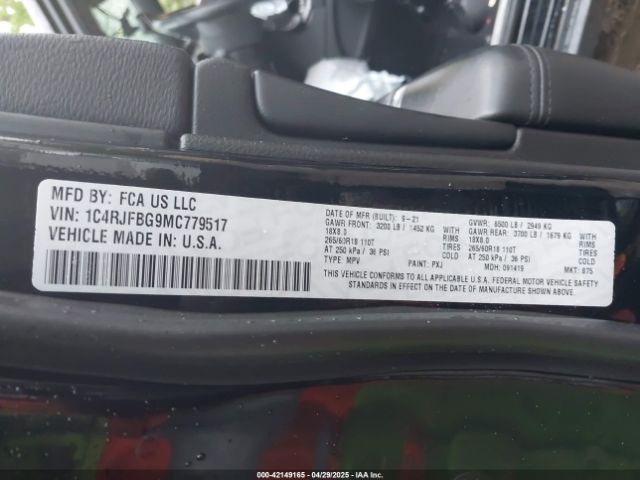 MFD BY: FCA US LLC
VIN: 1C4RJFBG9MC779517
VEHICLE MADE IN: U.S.A.
DATE OF MFR (BUILT): 9-21
GAWR FRONT: 3200 LB / 1452 KG
18X8.0
265/60R18 110T TIRES
AT 250 kPa / 36 PSI COLD
TYPE: MPV PAINT: PXJ
GVWR: 6500 LB / 2949 KG
GAWR REAR: 3700 LB / 1679 KG
18X8.0
265/60R18 110T TIRES
AT 250 kPa / 36 PSI COLD
MDH: 091419 MKT: 875
THIS VEHICLE CONFORMS TO ALL APPLICABLE U.S.A. FEDERAL MOTOR VEHICLE SAFETY
STANDARDS IN EFFECT ON THE DATE OF MANUFACTURE SHOWN ABOVE.
000-42149165 - 04/29/2025 - IAA Inc.